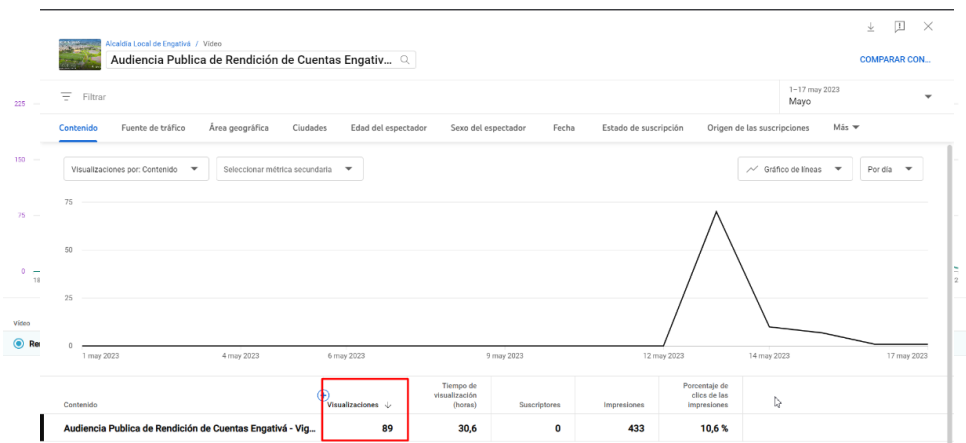 Alcaldía Local de Engativá / Vídeo
Audiencia Publica de Rendición de Cuentas Engativ...
COMPARAR CON...
Filtrar
1–17 may 2023
Mayo
Contenido Fuente de tráfico Área geográfica Ciudades Edad del espectador Sexo del espectador Fecha Estado de suscripción Origen de las suscripciones Más
Visualizaciones por: Contenido Seleccionar métrica secundaria Gráfico de líneas Por día
225
150
75
0
18
75
50
25
0
1 may 2023 4 may 2023 6 may 2023 9 may 2023 12 may 2023 14 may 2023 17 may 2023
Vídeo
Contenido Visualizaciones Tiempo de visualización (horas) Suscriptores Impresiones Porcentaje de clics de las impresiones
Audiencia Publica de Rendición de Cuentas Engativá - Vig... 89 30,6 0 433 10,6 %